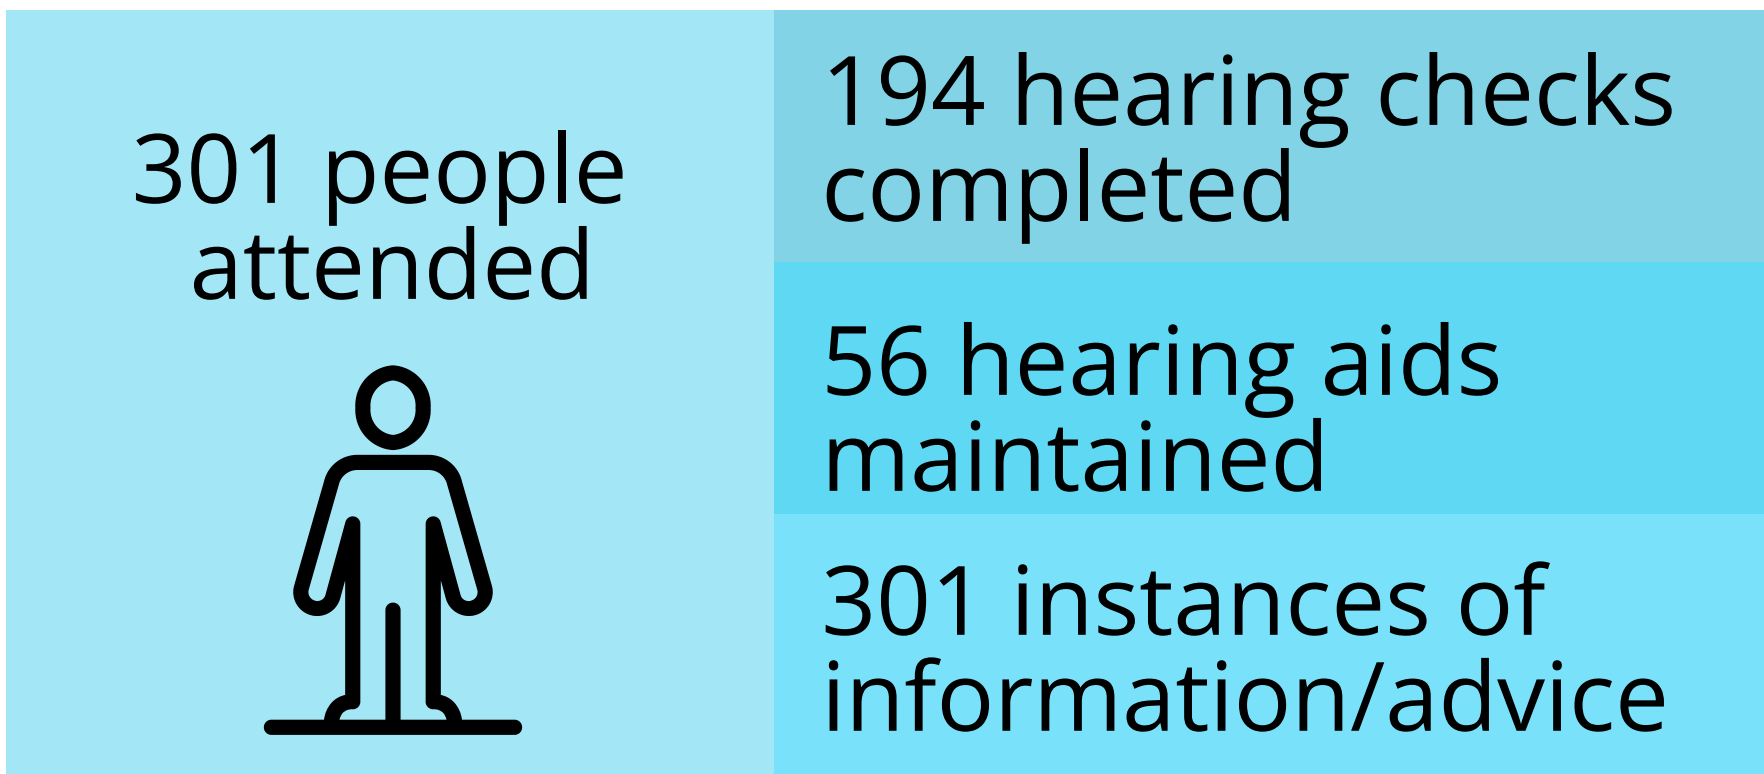 301 people
attended
194 hearing checks
completed
56 hearing aids
maintained
301 instances of
information/advice